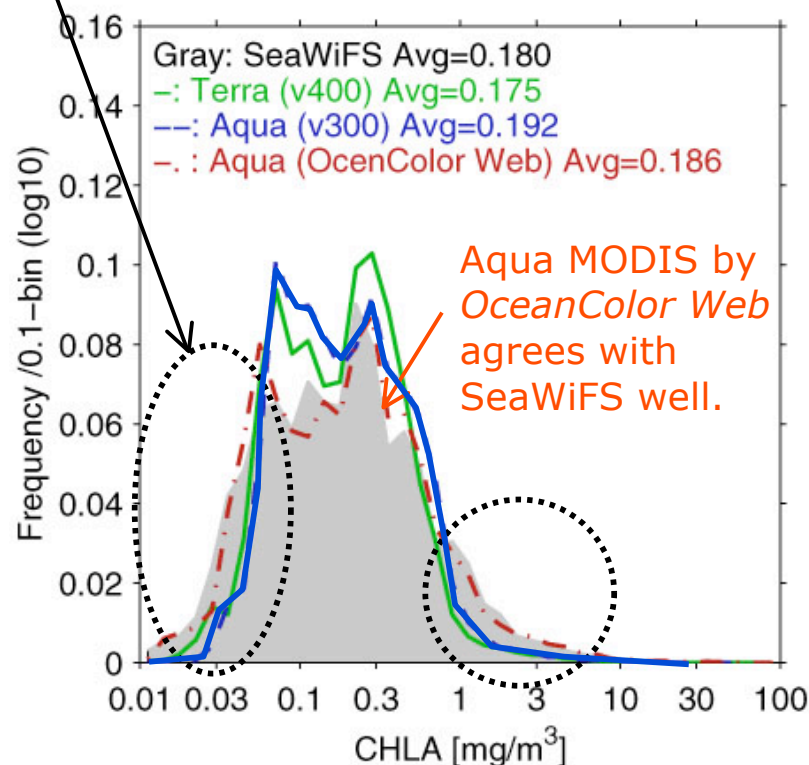 Gray: SeaWiFS Avg=0.180
−: Terra (v400) Avg=0.175
−−: Aqua (v300) Avg=0.192
−. : Aqua (OcenColor Web) Avg=0.186
Aqua MODIS by
OceanColor Web
agrees with
SeaWiFS well.
Frequency /0.1−bin (log10)
0.16
0.14
0.12
0.1
0.08
0.06
0.04
0.02
0
0.01 0.03 0.1 0.3 1 3 10 30 100
CHLA [mg/m³]